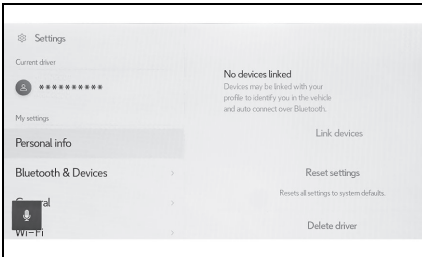 Settings
Current driver
**********
My settings
Personal info
Bluetooth & Devices
General
Wi-Fi
No devices linked
Devices may be linked with your
profile to identify you in the vehicle
and auto connect over Bluetooth.
Link devices
Reset settings
Resets all settings to system defaults.
Delete driver